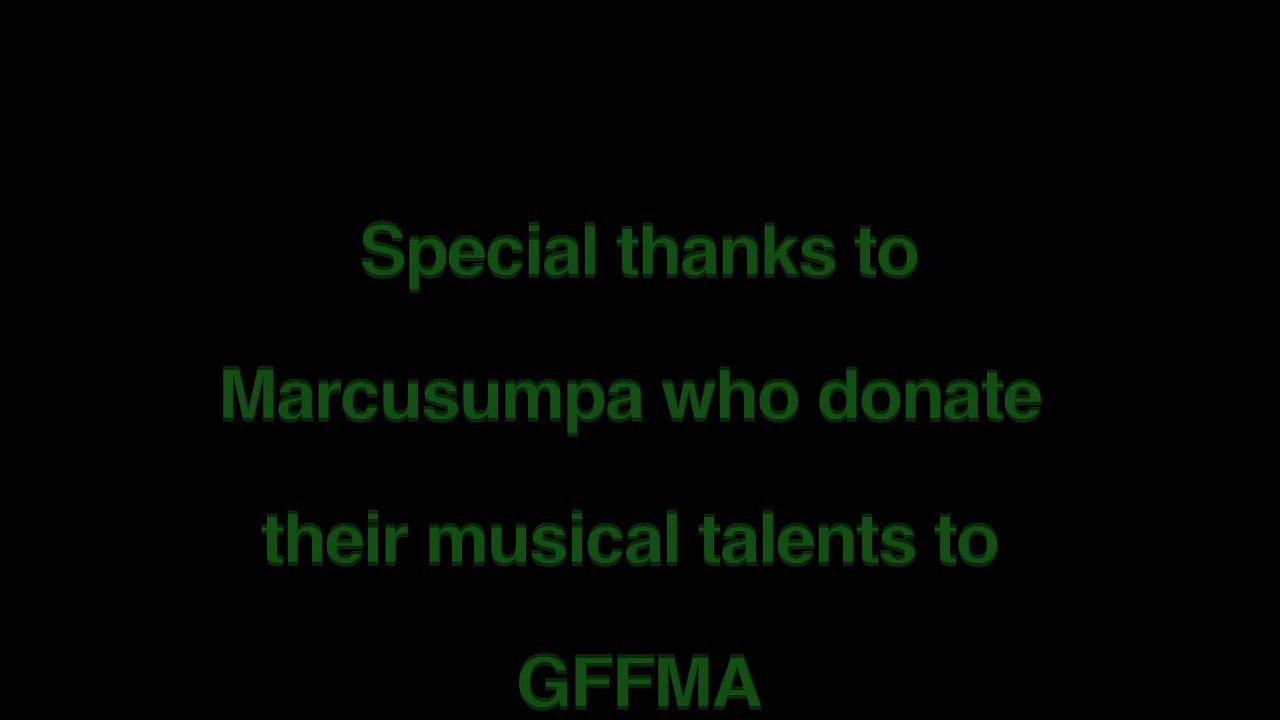 Special thanks to
Marcusumpa who donate
their musical talents to
GFFMA